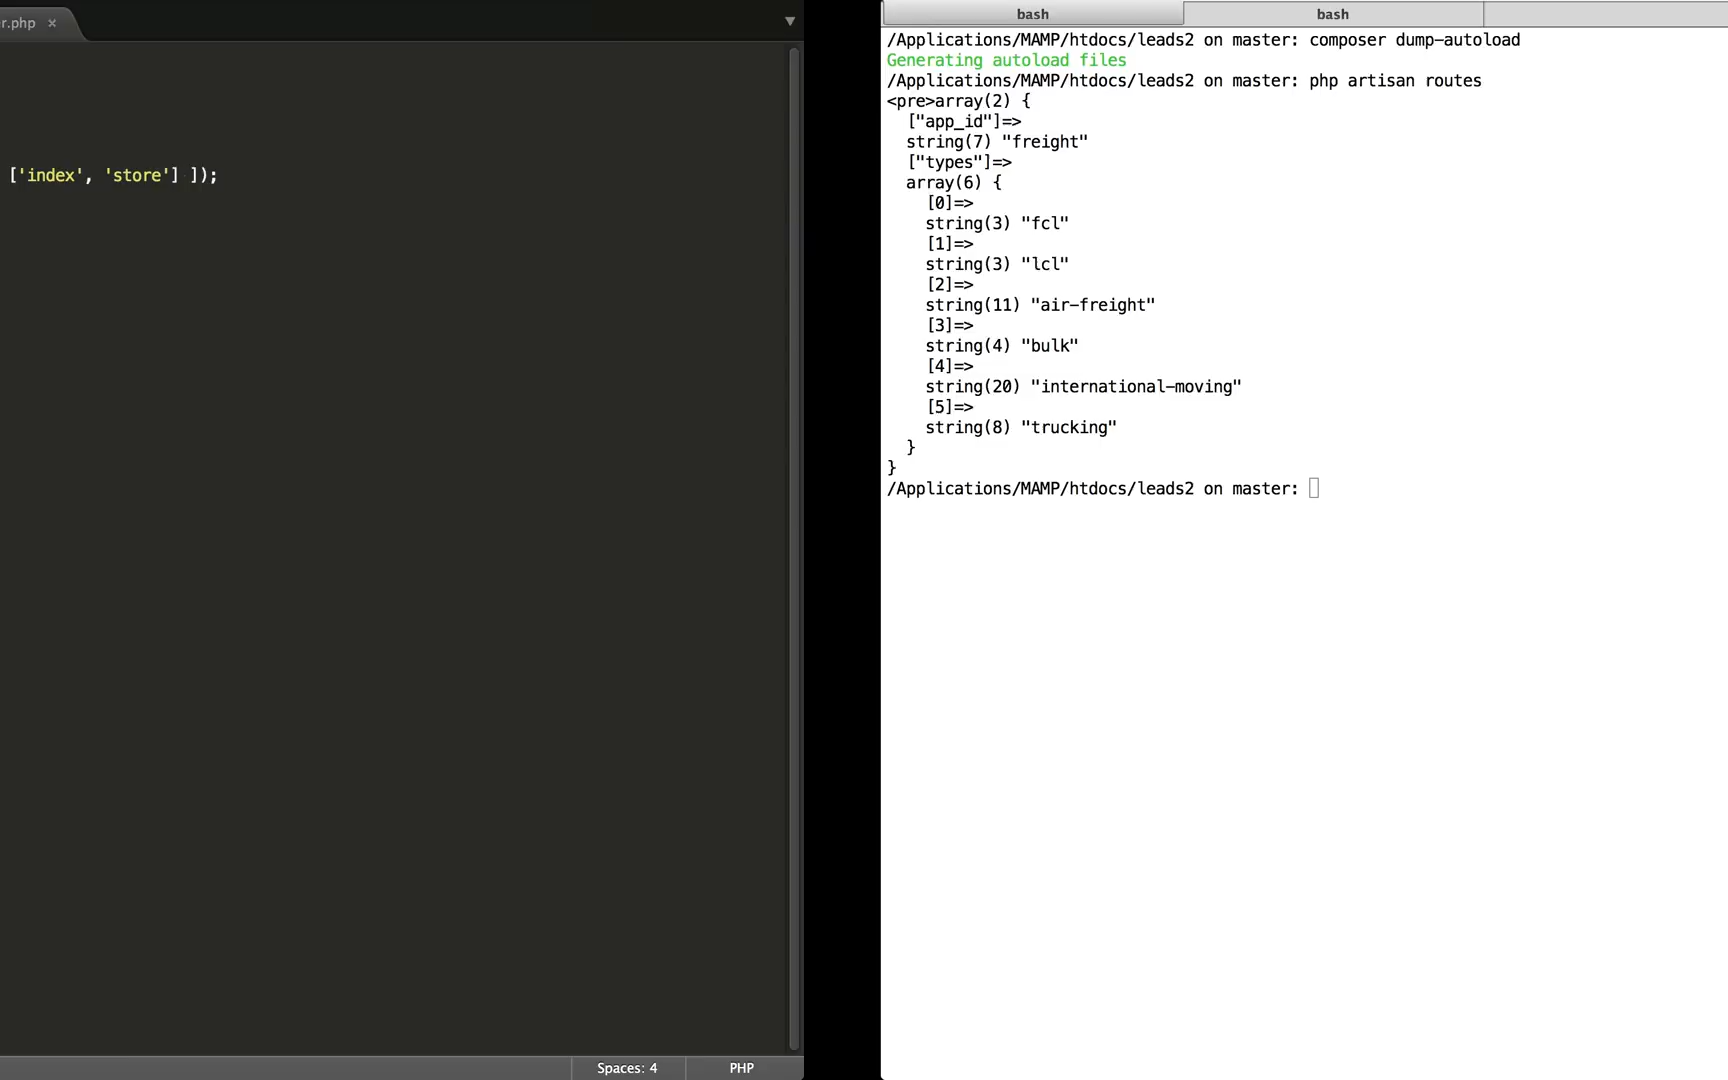 r.php ×
['index', 'store'] ]);
Spaces: 4
PHP
bash
bash
/Applications/MAMP/htdocs/leads2 on master: composer dump-autoload
Generating autoload files
/Applications/MAMP/htdocs/leads2 on master: php artisan routes
<pre>array(2) {
  ["app_id"]=>
  string(7) "freight"
  ["types"]=>
  array(6) {
    [0]=>
    string(3) "fcl"
    [1]=>
    string(3) "lcl"
    [2]=>
    string(11) "air-freight"
    [3]=>
    string(4) "bulk"
    [4]=>
    string(20) "international-moving"
    [5]=>
    string(8) "trucking"
  }
}
/Applications/MAMP/htdocs/leads2 on master: